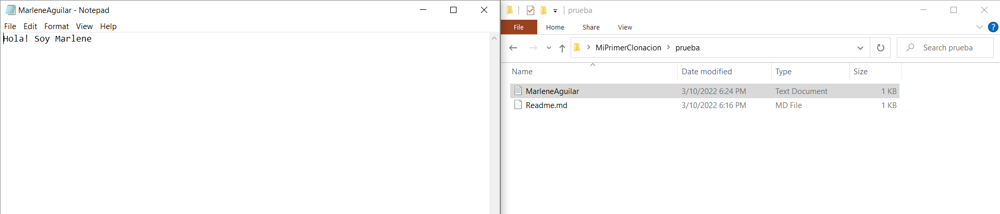 MarleneAguilar - Notepad
File Edit Format View Help
Hola! Soy Marlene
prueba
File Home Share View
?
MiPrimerClonacion > prueba
Search prueba
Name Date modified Type Size
MarleneAguilar 3/10/2022 6:24 PM Text Document 1 KB
Readme.md 3/10/2022 6:16 PM MD File 1 KB